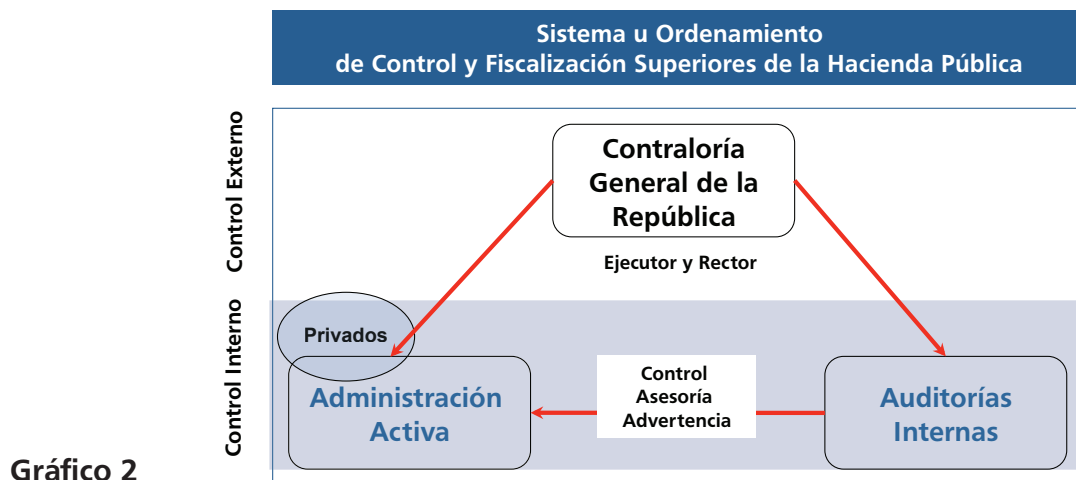 Sistema u Ordenamiento
de Control y Fiscalización Superiores de la Hacienda Pública
Control Externo
Contraloría
General de la
República
Ejecutor y Rector
Control Interno
Privados
Administración
Activa
Control
Asesoría
Advertencia
Auditorías
Internas
Gráfico 2